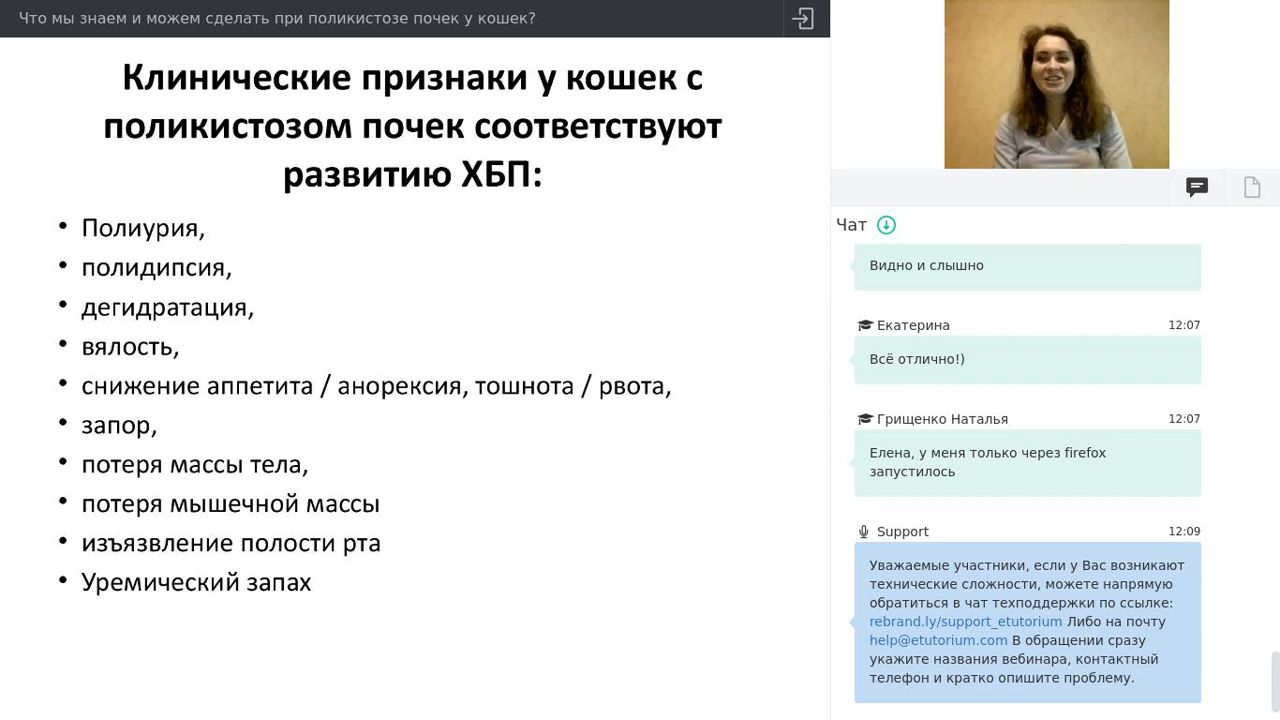 Что мы знаем и можем сделать при поликистозе почек у кошек?
Клинические признаки у кошек с
поликистозом почек соответствуют
развитию ХБП:
• Полиурия,
• полидипсия,
• дегидратация,
• вялость,
• снижение аппетита / анорексия, тошнота / рвота,
• запор,
• потеря массы тела,
• потеря мышечной массы
• изъязвление полости рта
• Уремический запах
Чат
Видно и слышно
Екатерина 12:07
Всё отлично!)
Грищенко Наталья 12:07
Елена, у меня только через firefox
запустилось
Support 12:09
Уважаемые участники, если у Вас возникают
технические сложности, можете напрямую
обратиться в чат техподдержки по ссылке:
rebrand.ly/support_etutorium Либо на почту
help@etutorium.com В обращении сразу
укажите названия вебинара, контактный
телефон и кратко опишите проблему.